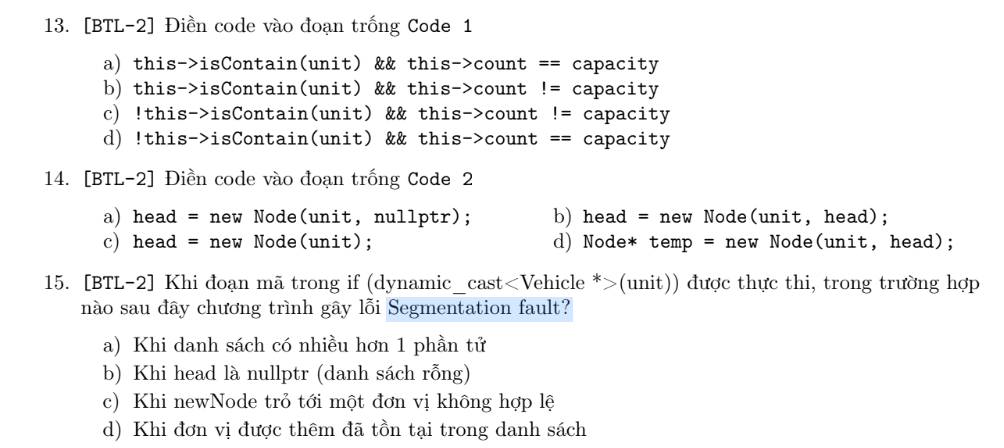 13. [BTL-2] Điền code vào đoạn trống Code 1
a) this->isContain(unit) && this->count == capacity
b) this->isContain(unit) && this->count != capacity
c) !this->isContain(unit) && this->count != capacity
d) !this->isContain(unit) && this->count == capacity
14. [BTL-2] Điền code vào đoạn trống Code 2
a) head = new Node(unit, nullptr); b) head = new Node(unit, head);
c) head = new Node(unit); d) Node* temp = new Node(unit, head);
15. [BTL-2] Khi đoạn mã trong if (dynamic_cast<Vehicle *>(unit)) được thực thi, trong trường hợp
nào sau đây chương trình gây lỗi Segmentation fault?
a) Khi danh sách có nhiều hơn 1 phần tử
b) Khi head là nullptr (danh sách rỗng)
c) Khi newNode trỏ tới một đơn vị không hợp lệ
d) Khi đơn vị được thêm đã tồn tại trong danh sách